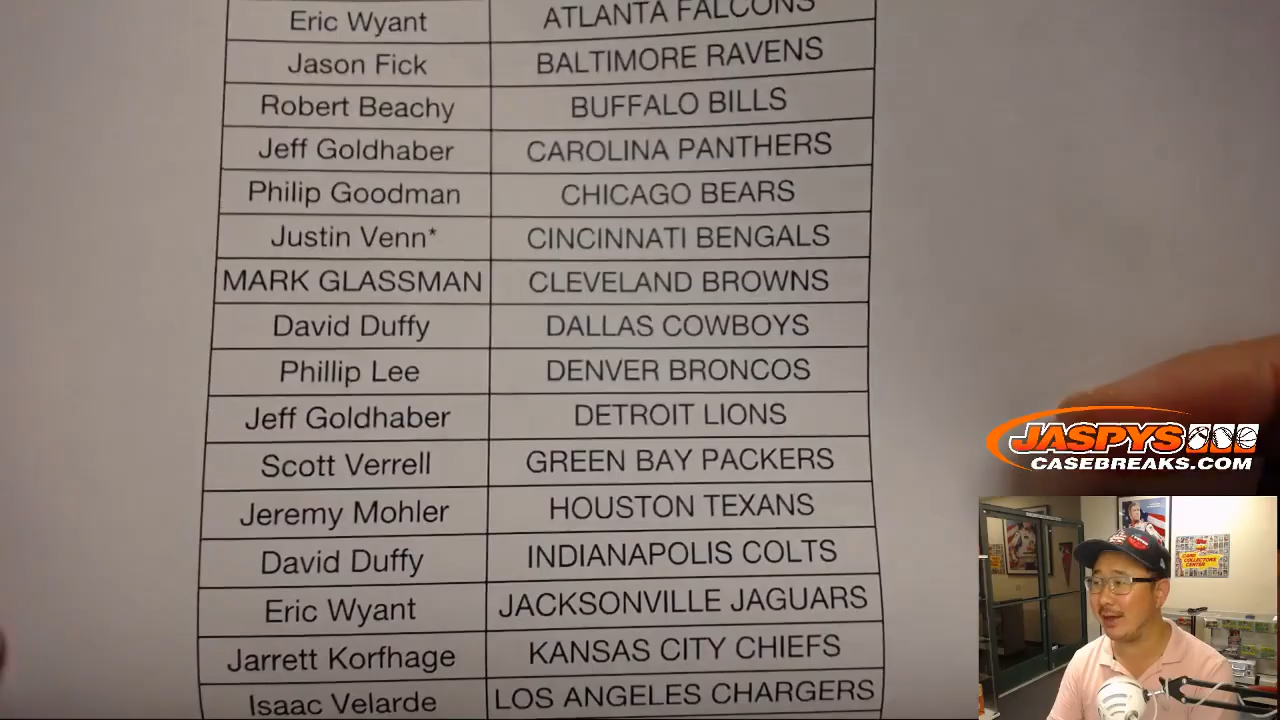 Eric Wyant ATLANTA FALCONS
Jason Fick BALTIMORE RAVENS
Robert Beachy BUFFALO BILLS
Jeff Goldhaber CAROLINA PANTHERS
Philip Goodman CHICAGO BEARS
Justin Venn* CINCINNATI BENGALS
MARK GLASSMAN CLEVELAND BROWNS
David Duffy DALLAS COWBOYS
Phillip Lee DENVER BRONCOS
Jeff Goldhaber DETROIT LIONS
Scott Verrell GREEN BAY PACKERS
Jeremy Mohler HOUSTON TEXANS
David Duffy INDIANAPOLIS COLTS
Eric Wyant JACKSONVILLE JAGUARS
Jarrett Korfhage KANSAS CITY CHIEFS
Isaac Velarde LOS ANGELES CHARGERS
JASPYS
CASEBREAKS.COM